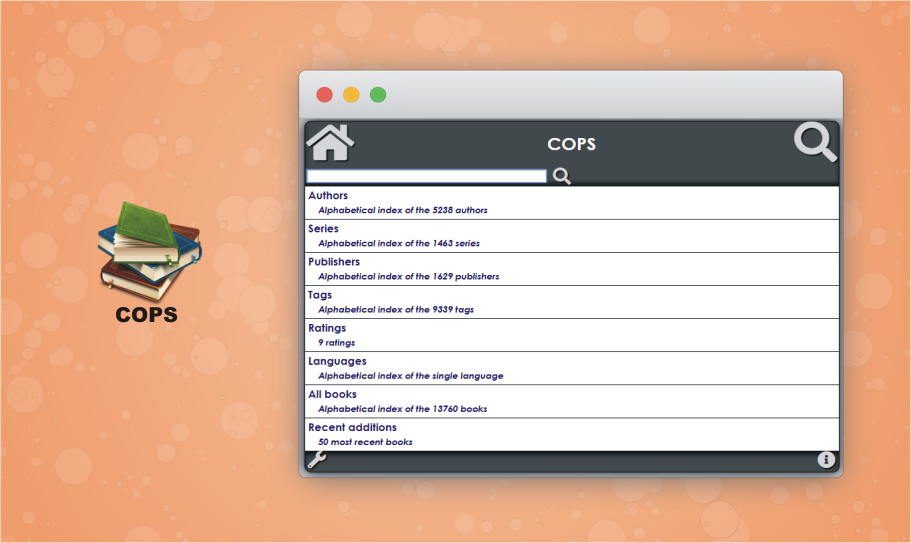 COPS
COPS
Authors
Alphabetical index of the 5238 authors
Series
Alphabetical index of the 1463 series
Publishers
Alphabetical index of the 1629 publishers
Tags
Alphabetical index of the 9339 tags
Ratings
9 ratings
Languages
Alphabetical index of the single language
All books
Alphabetical index of the 13760 books
Recent additions
50 most recent books